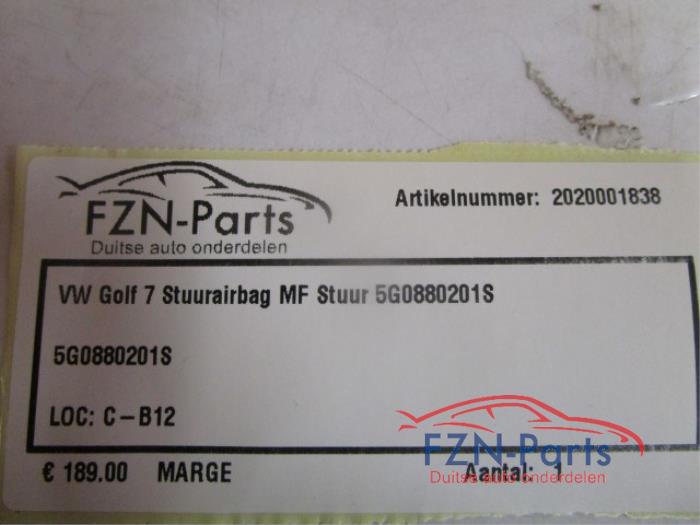 FZN-Parts
Duitse auto onderdelen
Artikelnummer: 2020001838
VW Golf 7 Stuurairbag MF Stuur 5G0880201S
5G0880201S
LOC: C-B12
€ 189.00 MARGE Aantal: 1
FZN-Parts
Duitse auto onderdelen